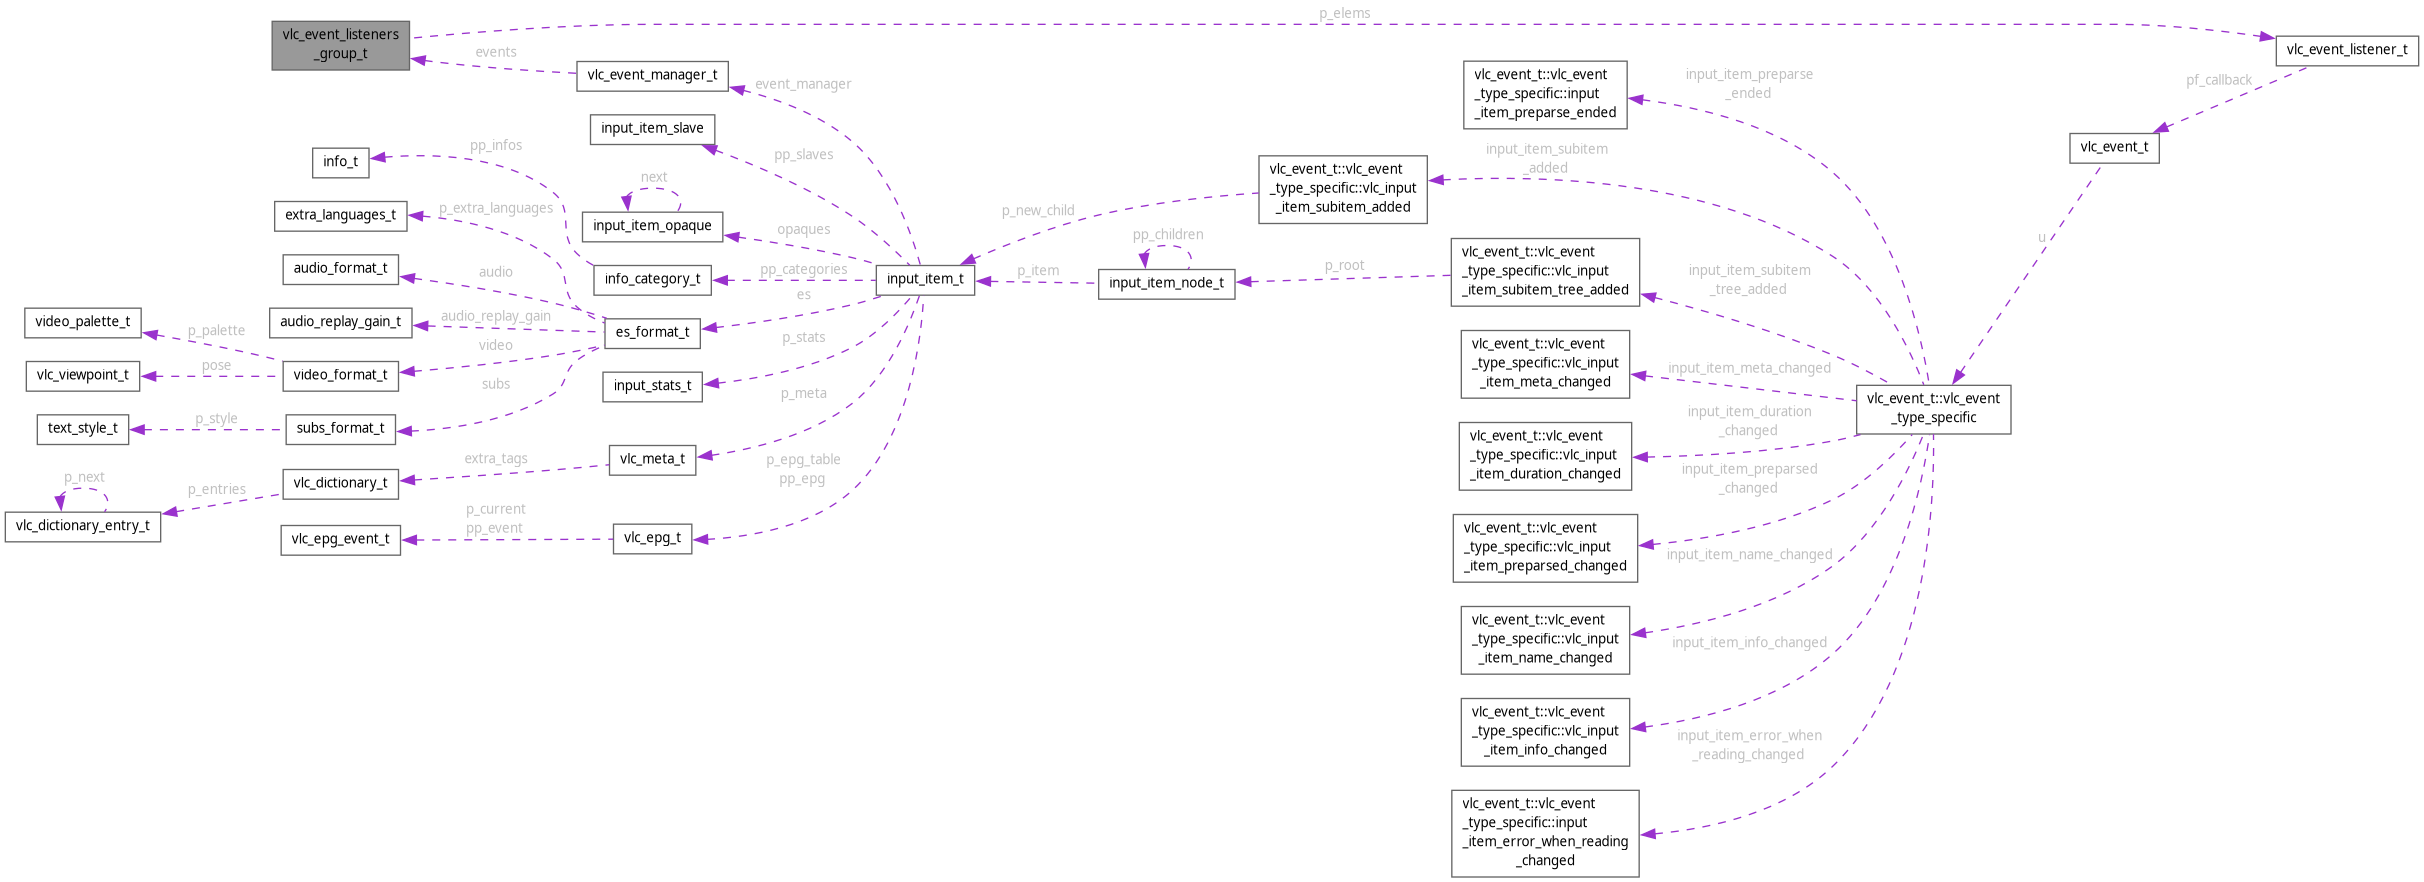 p_elems
vlc_event_listeners
_group_t
events
vlc_event_manager_t
event_manager
vlc_event_listener_t
pf_callback
vlc_event_t
u
vlc_event_t::vlc_event
_type_specific::input
_item_preparse_ended
input_item_preparse
_ended
input_item_slave
pp_slaves
info_t
pp_infos
next
input_item_opaque
opaques
extra_languages_t
p_extra_languages
vlc_event_t::vlc_event
_type_specific::vlc_input
_item_subitem_added
input_item_subitem
_added
p_new_child
audio_format_t
audio
info_category_t
pp_categories
input_item_t
p_item
pp_children
input_item_node_t
p_root
vlc_event_t::vlc_event
_type_specific::vlc_input
_item_subitem_tree_added
input_item_subitem
_tree_added
es
video_palette_t
p_palette
audio_replay_gain_t
audio_replay_gain
es_format_t
p_stats
video
vlc_viewpoint_t
pose
video_format_t
subs
input_stats_t
p_meta
vlc_event_t::vlc_event
_type_specific::vlc_input
_item_meta_changed
input_item_meta_changed
vlc_event_t::vlc_event
_type_specific
text_style_t
p_style
subs_format_t
vlc_event_t::vlc_event
_type_specific::vlc_input
_item_duration_changed
input_item_duration
_changed
extra_tags
vlc_meta_t
p_epg_table
pp_epg
p_next
vlc_dictionary_entry_t
p_entries
vlc_dictionary_t
p_current
pp_event
vlc_epg_event_t
vlc_epg_t
input_item_preparsed
_changed
vlc_event_t::vlc_event
_type_specific::vlc_input
_item_preparsed_changed
input_item_name_changed
vlc_event_t::vlc_event
_type_specific::vlc_input
_item_name_changed
input_item_info_changed
vlc_event_t::vlc_event
_type_specific::vlc_input
_item_info_changed
input_item_error_when
_reading_changed
vlc_event_t::vlc_event
_type_specific::input
_item_error_when_reading
_changed